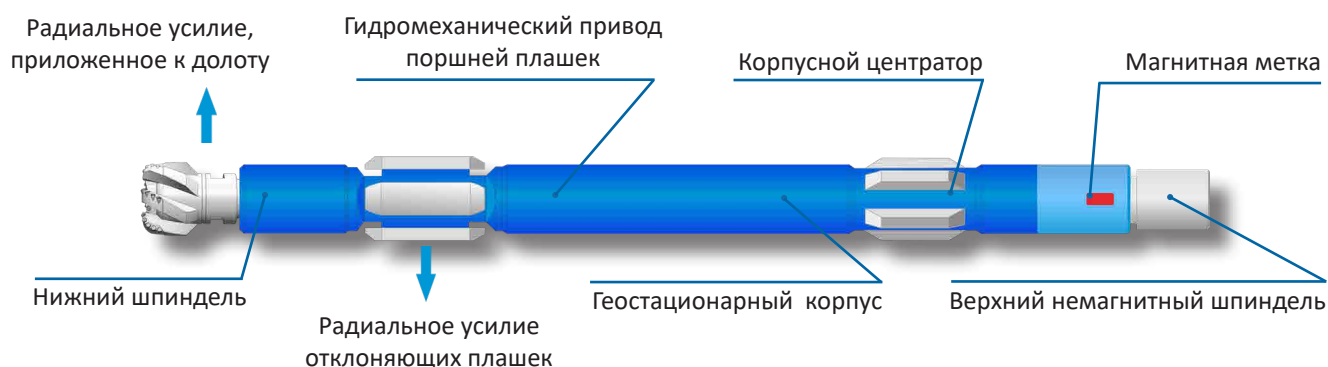 Радиальное усилие,
приложенное к долоту
Гидромеханический привод
поршней плашек
Корпусной центратор
Магнитная метка
Нижний шпиндель
Радиальное усилие
отклоняющих плашек
Геостационарный корпус
Верхний немагнитный шпиндель